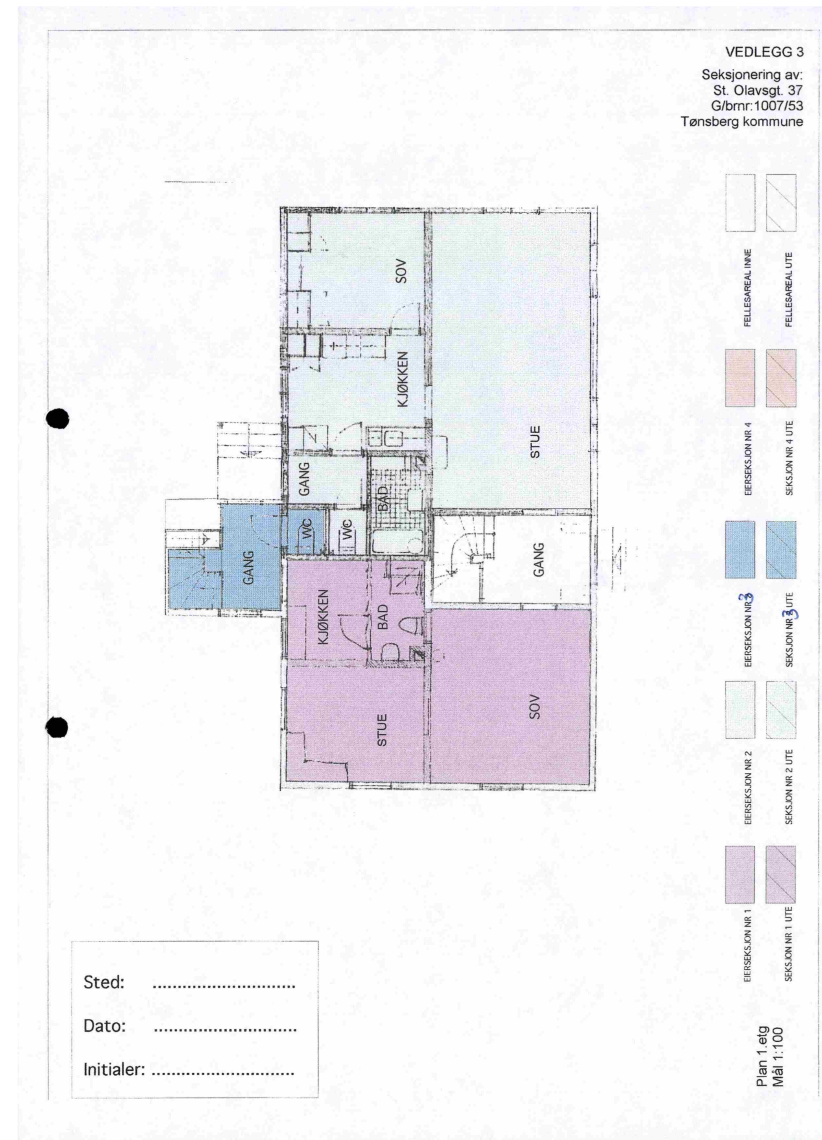 VEDLEGG 3
Seksjonering av:
St. Olavsgt. 37
G/brnr:1007/53
Tønsberg kommune
SOV
KJØKKEN
STUE
GANG
BAD
WC
WC
GANG
GANG
KJØKKEN
BAD
STUE
SOV
FELLESAREAL INNE
FELLESAREAL UTE
EIERSEKSJON NR 4
SEKSJON NR 4 UTE
EIERSEKSJON NR 3
SEKSJON NR 3 UTE
EIERSEKSJON NR 2
SEKSJON NR 2 UTE
EIERSEKSJON NR 1
SEKSJON NR 1 UTE
Sted: ............................
Dato: ............................
Initialer: ............................
Plan 1.etg
Mål 1:100